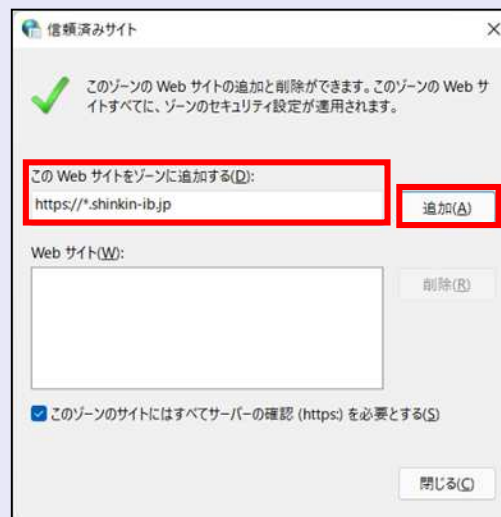 信頼済みサイト
このゾーンの Web サイトの追加と削除ができます。このゾーンの Web サ
イトすべてに、ゾーンのセキュリティ設定が適用されます。
この Web サイトをゾーンに追加する(D):
https://*.shinkin-ib.jp
追加(A)
Web サイト(W):
削除(R)
このゾーンのサイトにはすべてサーバーの確認 (https:) を必要とする(S)
閉じる(C)